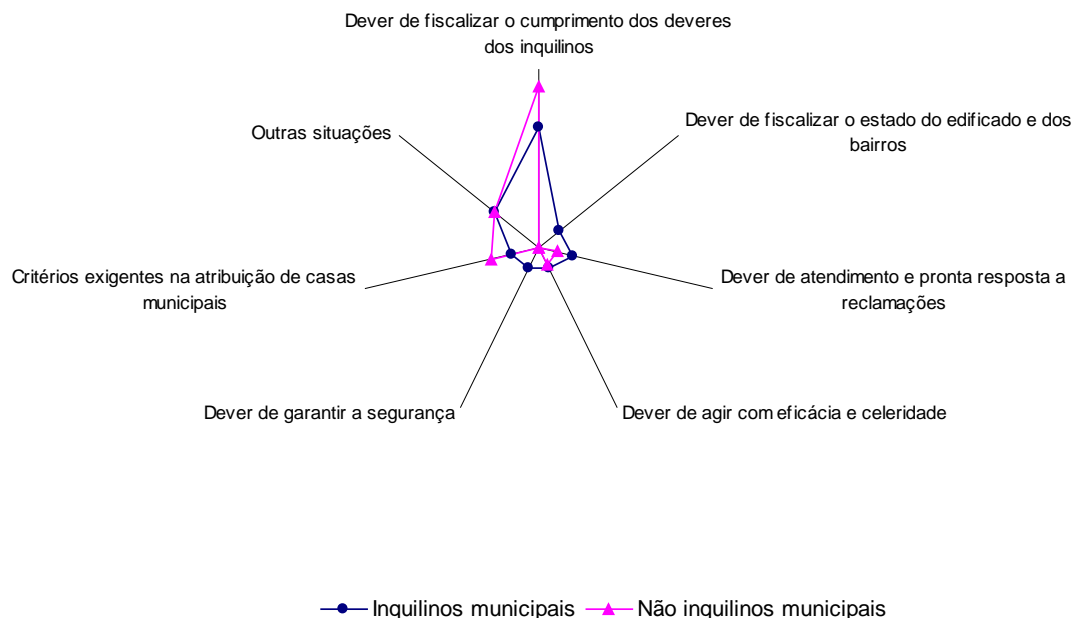 Dever de fiscalizar o cumprimento dos deveres
dos inquilinos
Dever de fiscalizar o estado do edificado e dos
bairros
Outras situações
Critérios exigentes na atribuição de casas
municipais
Dever de atendimento e pronta resposta a
reclamações
Dever de garantir a segurança
Dever de agir com eficácia e celeridade
Inquilinos municipais
Não inquilinos municipais